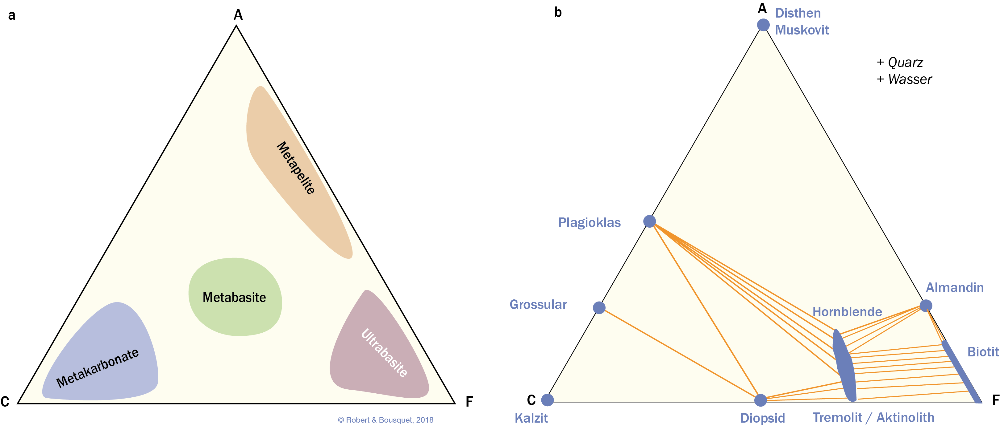 a
A
Metapelite
Metabasite
Metakarbonate
Ultrabasite
C
F
© Robert & Bousquet, 2018
b
A
Disthen
Muskovit
+ Quarz
+ Wasser
Plagioklas
Almandin
Grossular
Hornblende
Biotit
C
F
Kalzit
Diopsid
Tremolit / Aktinolith